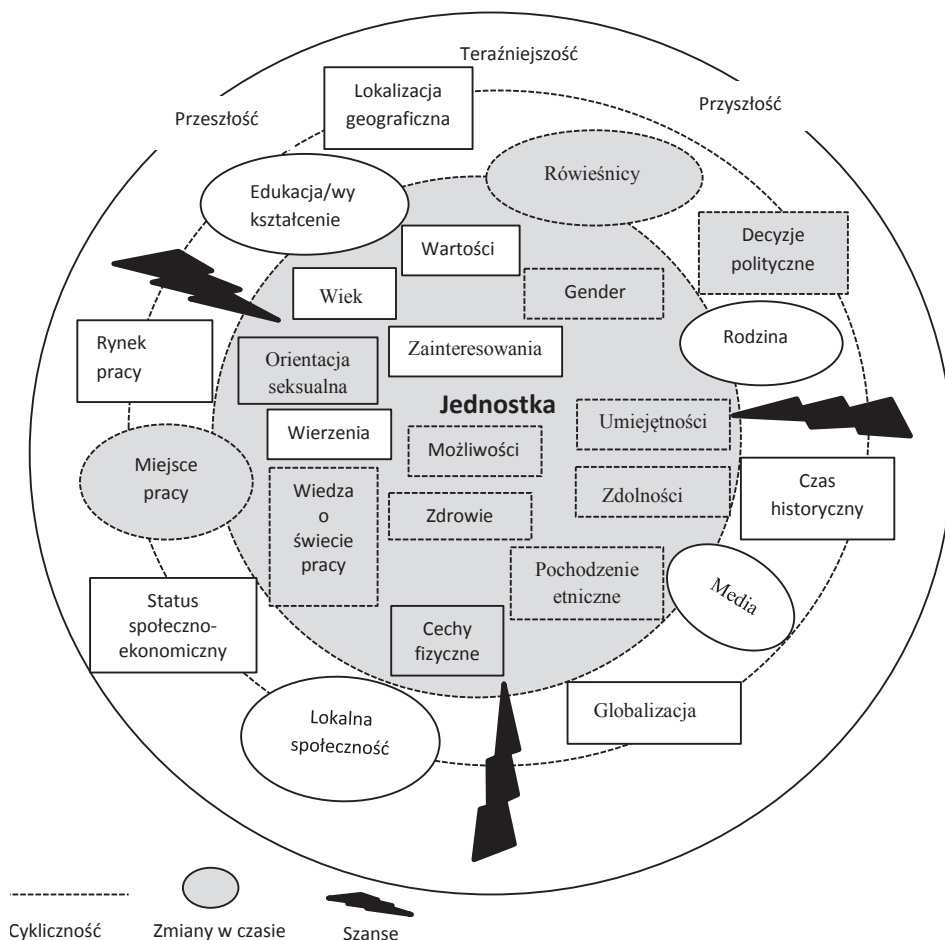 Teraźniejszość
Przeszłość
Przyszłość
Lokalizacja
geograficzna
Edukacja/wy
kształcenie
Rówieśnicy
Wartości
Decyzje
polityczne
Wiek
Gender
Rynek
pracy
Orientacja
seksualna
Zainteresowania
Rodzina
Jednostka
Wierzenia
Możliwości
Umiejętności
Miejsce
pracy
Wiedza
o
świecie
pracy
Zdrowie
Zdolności
Czas
historyczny
Pochodzenie
etniczne
Media
Status
społeczno-
ekonomiczny
Cechy
fizyczne
Lokalna
społeczność
Globalizacja
Cykliczność
Zmiany w czasie
Szanse